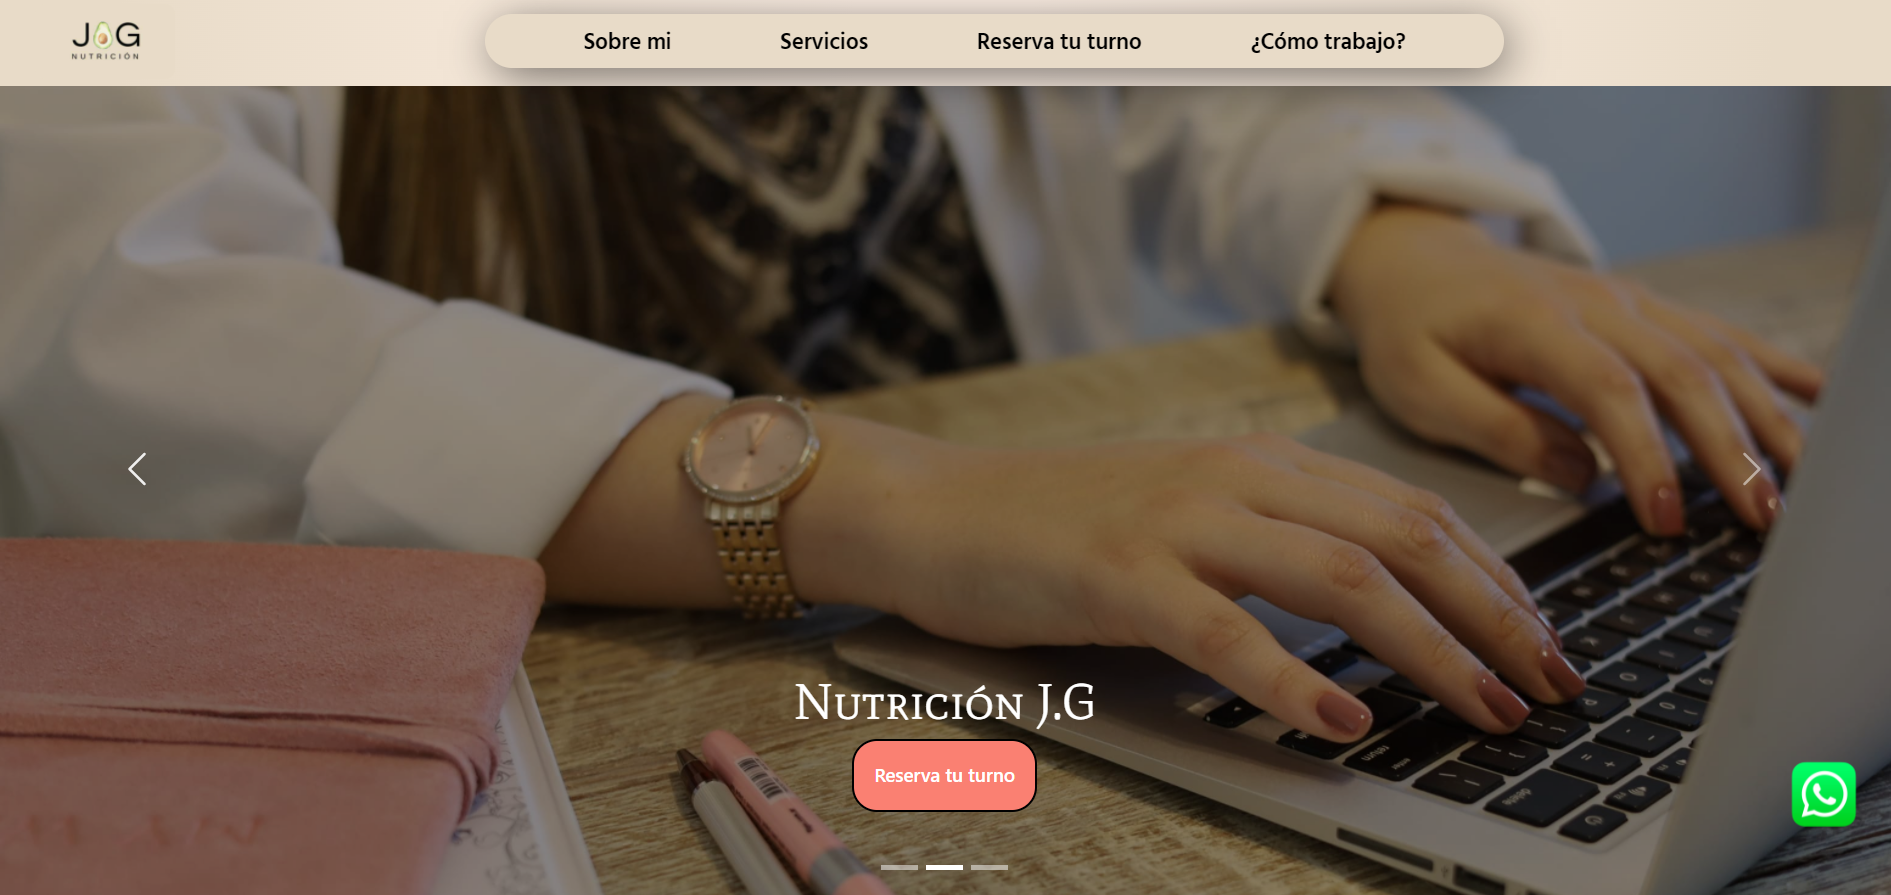 JG
NUTRICIÓN
Sobre mi
Servicios
Reserva tu turno
¿Cómo trabajo?
Nutrición J.G
Reserva tu turno